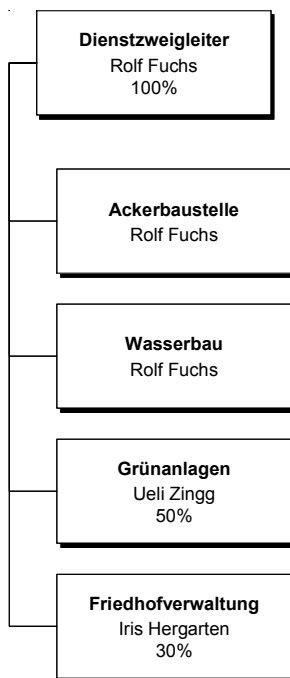 Dienstzweigleiter
Rolf Fuchs
100%
Ackerbaustelle
Rolf Fuchs
Wasserbau
Rolf Fuchs
Grünanlagen
Ueli Zingg
50%
Friedhofverwaltung
Iris Hergarten
30%